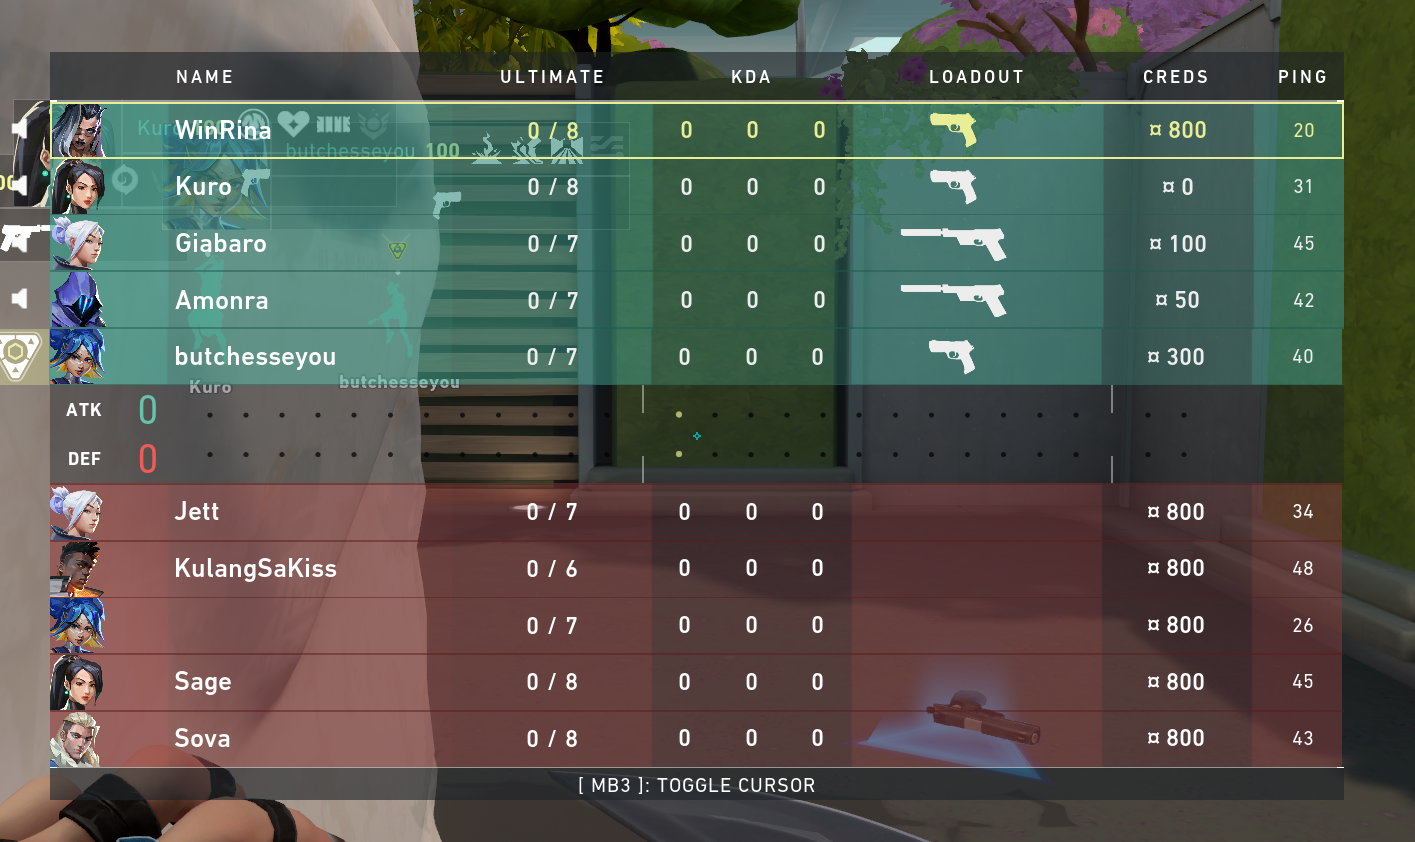 NAME ULTIMATE KDA LOADOUT CREDS PING
WinRina 0 / 8 0 0 0 ¤ 800 20
Kuro 0 / 8 0 0 0 ¤ 0 31
Giabaro 0 / 7 0 0 0 ¤ 100 45
Amonra 0 / 7 0 0 0 ¤ 50 42
butchesseyou 0 / 7 0 0 0 ¤ 300 40
butchesseyou 100
Kuro butchesseyou
ATK 0
DEF 0
Jett 0 / 7 0 0 0 ¤ 800 34
KulangSaKiss 0 / 6 0 0 0 ¤ 800 48
0 / 7 0 0 0 ¤ 800 26
Sage 0 / 8 0 0 0 ¤ 800 45
Sova 0 / 8 0 0 0 ¤ 800 43
[ MB3 ]: TOGGLE CURSOR